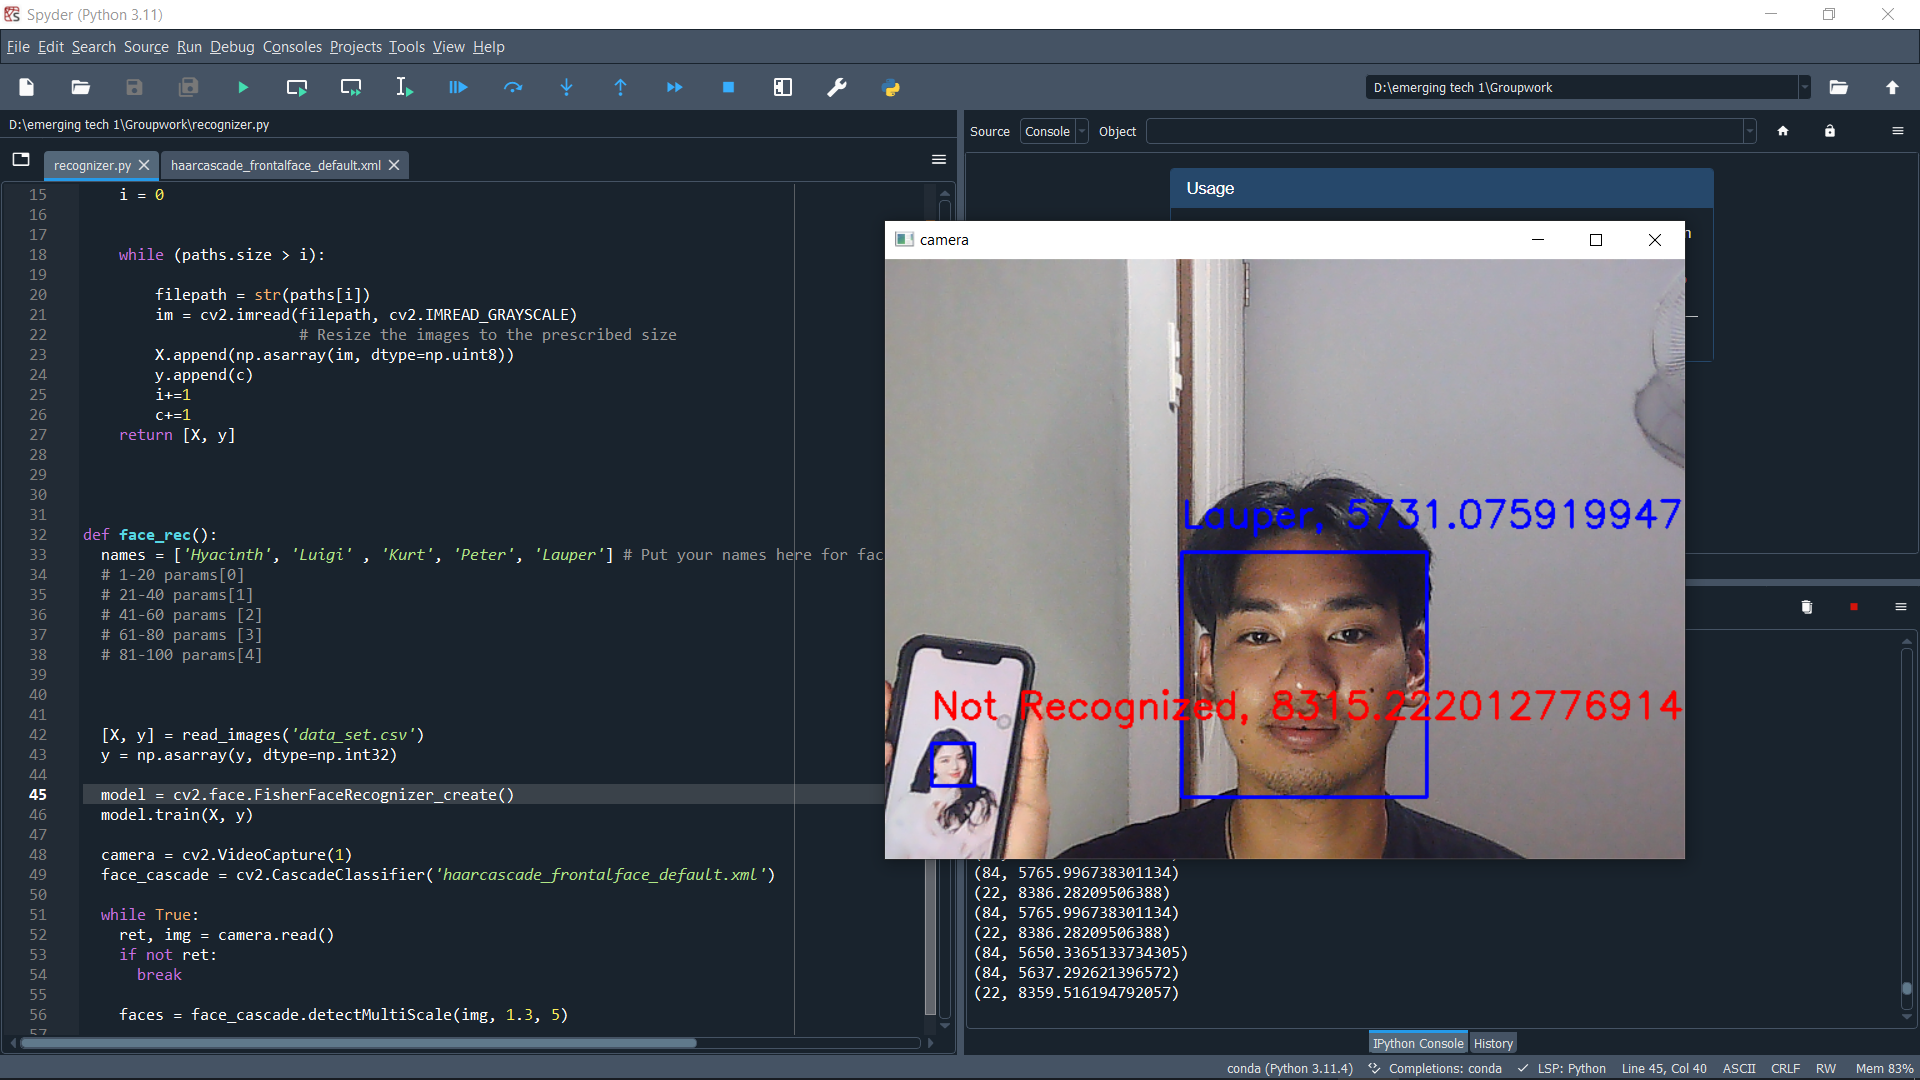 Spyder (Python 3.11)
File Edit Search Source Run Debug Consoles Projects Tools View Help
D:\emerging tech 1\Groupwork
D:\emerging tech 1\Groupwork\recognizer.py
Source Console Object
recognizer.py haarcascade_frontalface_default.xml
Usage
camera
15 i = 0
16
17
18 while (paths.size > i):
19
20 filepath = str(paths[i])
21 im = cv2.imread(filepath, cv2.IMREAD_GRAYSCALE)
22 # Resize the images to the prescribed size
23 X.append(np.asarray(im, dtype=np.uint8))
24 y.append(c)
25 i+=1
26 c+=1
27 return [X, y]
28
29
30
31
32 def face_rec():
33 names = ['Hyacinth', 'Luigi' , 'Kurt', 'Peter', 'Lauper'] # Put your names here for fac
34 # 1-20 params[0]
35 # 21-40 params[1]
36 # 41-60 params [2]
37 # 61-80 params [3]
38 # 81-100 params[4]
39
40
41
42 [X, y] = read_images('data_set.csv')
43 y = np.asarray(y, dtype=np.int32)
44
45 model = cv2.face.FisherFaceRecognizer_create()
46 model.train(X, y)
47
48 camera = cv2.VideoCapture(1)
49 face_cascade = cv2.CascadeClassifier('haarcascade_frontalface_default.xml')
50
51 while True:
52 ret, img = camera.read()
53 if not ret:
54 break
55
56 faces = face_cascade.detectMultiScale(img, 1.3, 5)
57
Lauper, 5731.075919947
Not Recognized, 8315.222012776914
(84, 5765.996738301134)
(22, 8386.28209506388)
(84, 5765.996738301134)
(22, 8386.28209506388)
(84, 5650.3365133734305)
(84, 5637.292621396572)
(22, 8359.516194792057)
IPython Console History
conda (Python 3.11.4) Completions: conda LSP: Python Line 45, Col 40 ASCII CRLF RW Mem 83%